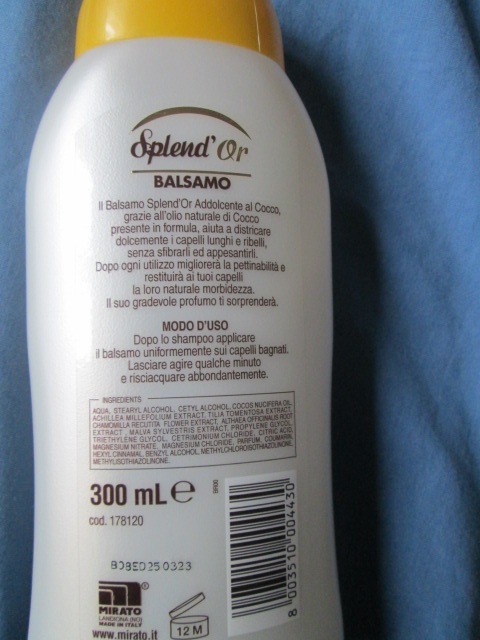 Splend'Or
BALSAMO
Il Balsamo Splend'Or Addolcente al Cocco,
grazie all'olio naturale di Cocco
presente in formula, aiuta a districare
dolcemente i capelli lunghi e ribelli,
senza sfibrarli ed appesantirli.
Dopo ogni utilizzo migliorerà la pettinabilità e
restituirà ai tuoi capelli
la loro naturale morbidezza.
Il suo gradevole profumo ti sorprenderà.
MODO D'USO
Dopo lo shampoo applicare
il balsamo uniformemente sui capelli bagnati.
Lasciare agire qualche minuto
e risciacquare abbondantemente.
INGREDIENTS
AQUA, STEARYL ALCOHOL, CETYL ALCOHOL, COCOS NUCIFERA OIL,
ACHILLEA MILLEFOLIUM EXTRACT, TILIA TOMENTOSA EXTRACT,
CHAMOMILLA RECUTITA FLOWER EXTRACT, ALTHAEA OFFICINALIS ROOT
EXTRACT, MALVA SYLVESTRIS EXTRACT, PROPYLENE GLYCOL,
TRIETHYLENE GLYCOL, CETRIMONIUM CHLORIDE, CITRIC ACID,
MAGNESIUM NITRATE, MAGNESIUM CHLORIDE, PARFUM, COUMARIN,
HEXYL CINNAMAL, BENZYL ALCOHOL, METHYLCHLOROISOTHIAZOLINONE,
METHYLISOTHIAZOLINONE.
300 mL ℮
cod. 178120
8 003510 004430
MIRATO
LANDIONA (NO)
MADE IN ITALY
www.mirato.it
12 M